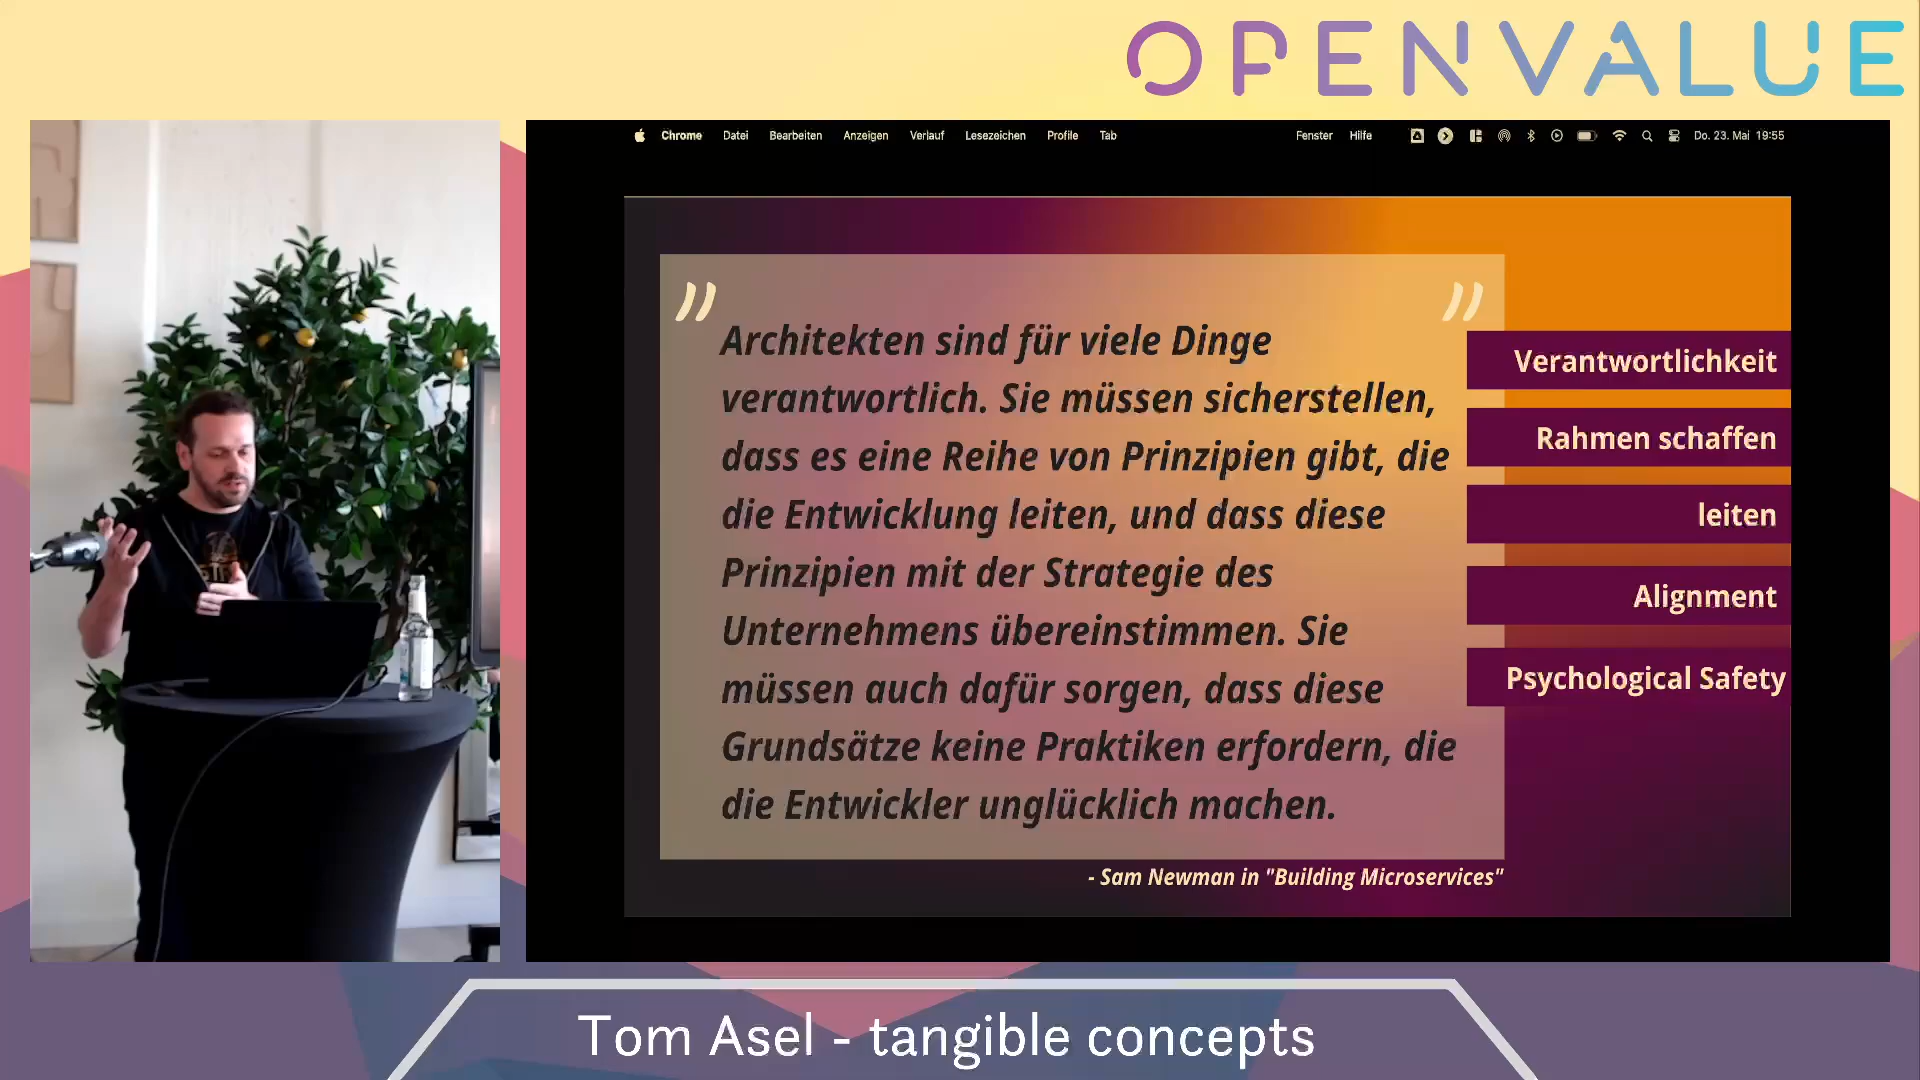 OPENVALUE
Chrome Datei Bearbeiten Anzeigen Verlauf Lesezeichen Profile Tab Fenster Hilfe Do. 23. Mai 19:55
”
”
Architekten sind für viele Dinge
verantwortlich. Sie müssen sicherstellen,
dass es eine Reihe von Prinzipien gibt, die
die Entwicklung leiten, und dass diese
Prinzipien mit der Strategie des
Unternehmens übereinstimmen. Sie
müssen auch dafür sorgen, dass diese
Grundsätze keine Praktiken erfordern, die
die Entwickler unglücklich machen.
- Sam Newman in "Building Microservices"
Verantwortlichkeit
Rahmen schaffen
leiten
Alignment
Psychological Safety
Tom Asel - tangible concepts